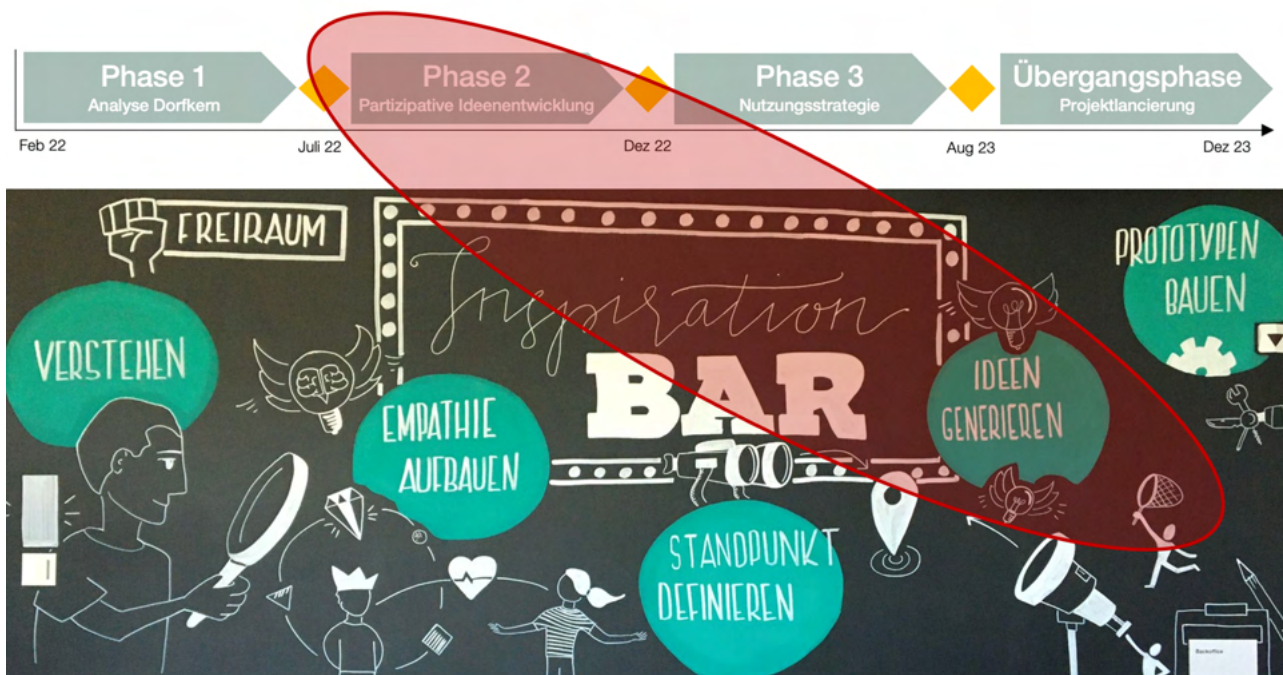 Phase 1
Analyse Dorfkern
Phase 2
Partizipative Ideenentwicklung
Phase 3
Nutzungsstrategie
Übergangsphase
Projektlancierung
Feb 22
Juli 22
Dez 22
Aug 23
Dez 23
FREIRAUM
Inspiration
BAR
VERSTEHEN
EMPATHIE
AUFBAUEN
STANDPUNKT
DEFINIEREN
IDEEN
GENERIEREN
PROTOTYPEN
BAUEN
Backoffice